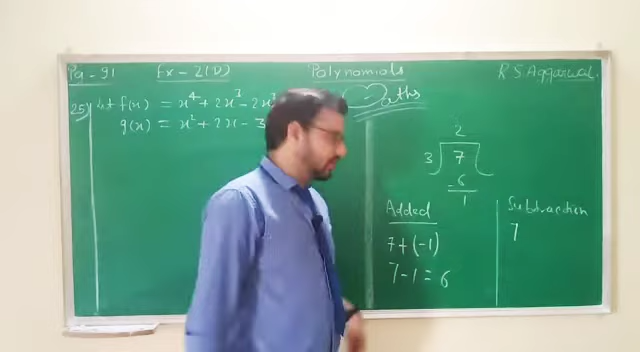 Pg - 91 Ex - 2(D) Polynomials R S Aggarwal
Maths
25) let f(x) = x⁴ + 2x³ - 2x²
g(x) = x² + 2x - 3
2
3 7
- 6
1
Added
7 + (-1)
7 - 1 = 6
Subtraction
7